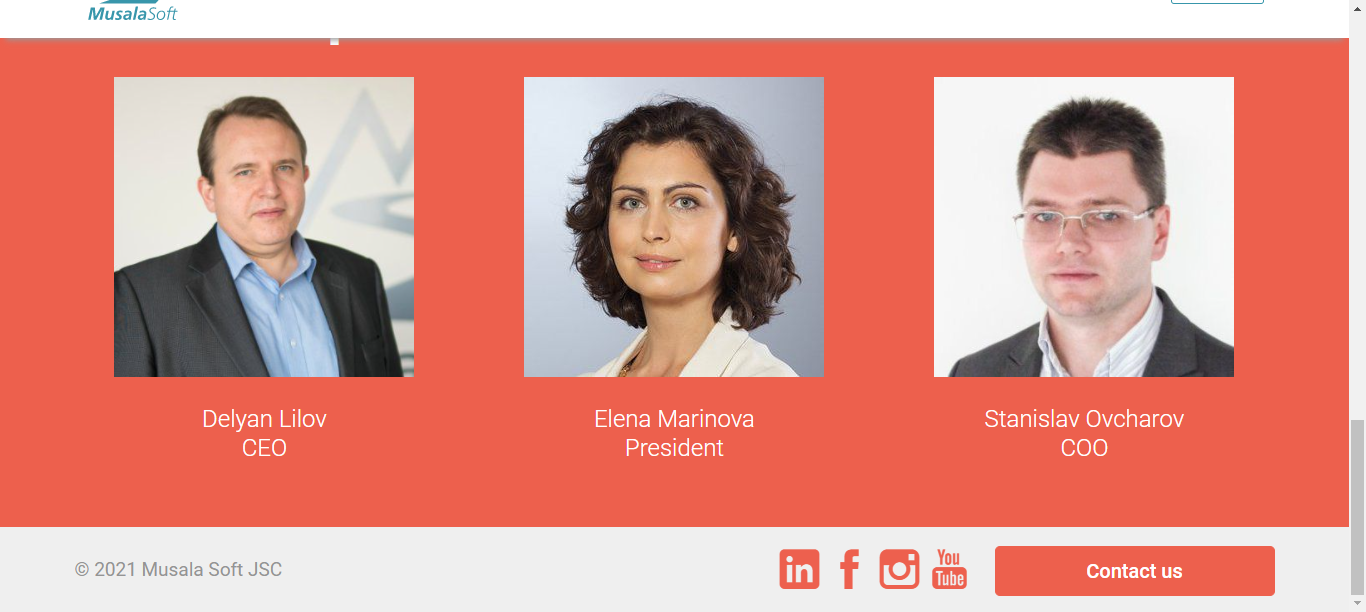 MusalaSoft
Delyan Lilov
CEO
Elena Marinova
President
Stanislav Ovcharov
COO
© 2021 Musala Soft JSC
in
f
You
Tube
Contact us